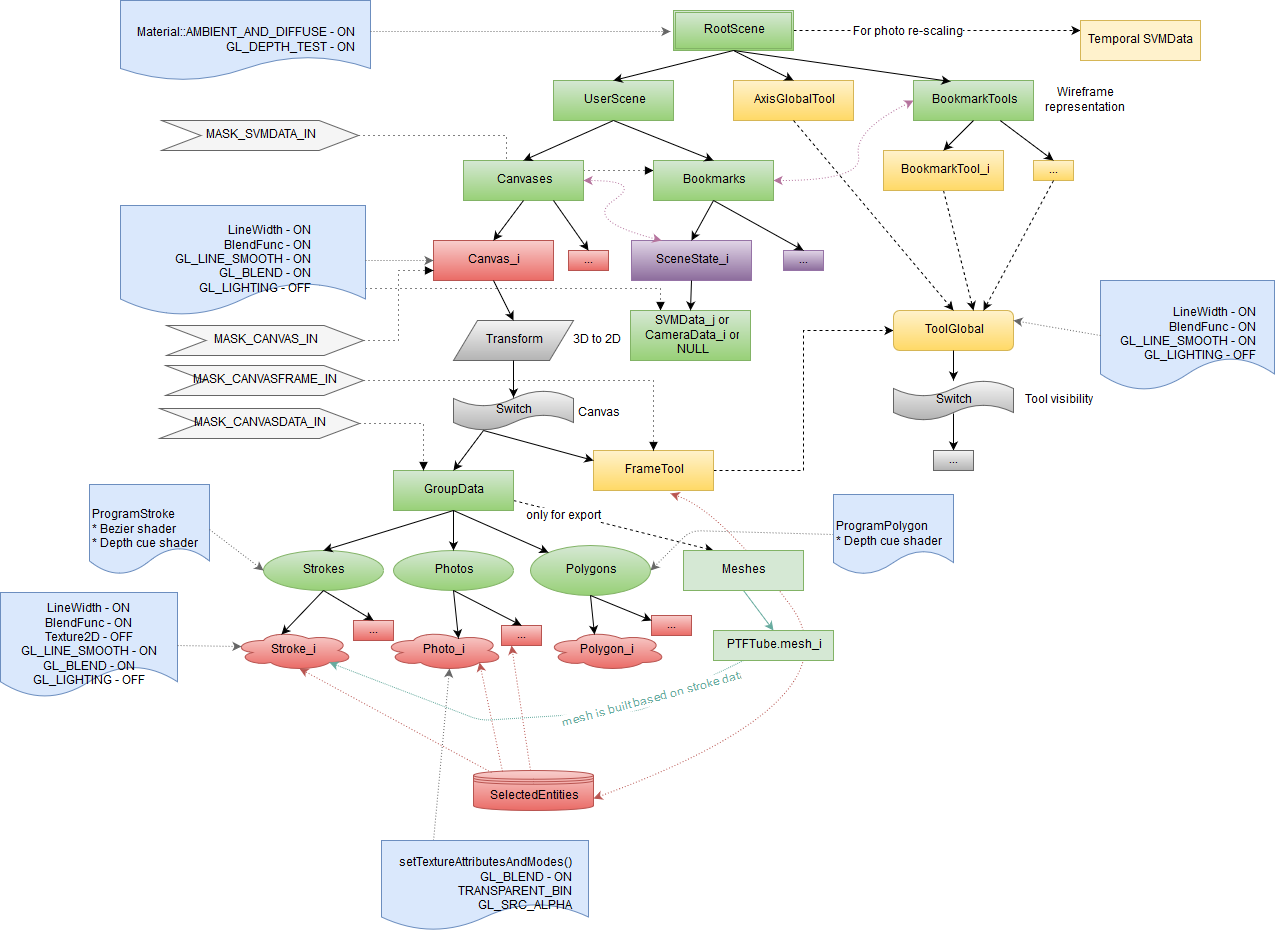 Material::AMBIENT_AND_DIFFUSE - ON
GL_DEPTH_TEST - ON
RootScene
For photo re-scaling
Temporal SVMData
UserScene
AxisGlobalTool
BookmarkTools
Wireframe
representation
MASK_SVMDATA_IN
Canvases
Bookmarks
BookmarkTool_i
...
LineWidth - ON
BlendFunc - ON
GL_LINE_SMOOTH - ON
GL_BLEND - ON
GL_LIGHTING - OFF
Canvas_i
...
SceneState_i
...
MASK_CANVAS_IN
Transform
3D to 2D
SVMData_j or
CameraData_i or
NULL
ToolGlobal
LineWidth - ON
BlendFunc - ON
GL_LINE_SMOOTH - ON
GL_LIGHTING - OFF
MASK_CANVASFRAME_IN
MASK_CANVASDATA_IN
Switch
Canvas
Switch
Tool visibility
...
GroupData
FrameTool
only for export
ProgramStroke
* Bezier shader
* Depth cue shader
ProgramPolygon
* Depth cue shader
Strokes
Photos
Polygons
Meshes
LineWidth - ON
BlendFunc - ON
Texture2D - OFF
GL_LINE_SMOOTH - ON
GL_BLEND - ON
GL_LIGHTING - OFF
...
...
...
Stroke_i
Photo_i
Polygon_i
PTFTube.mesh_i
mesh is built based on stroke dat
SelectedEntities
setTextureAttributesAndModes()
GL_BLEND - ON
TRANSPARENT_BIN
GL_SRC_ALPHA